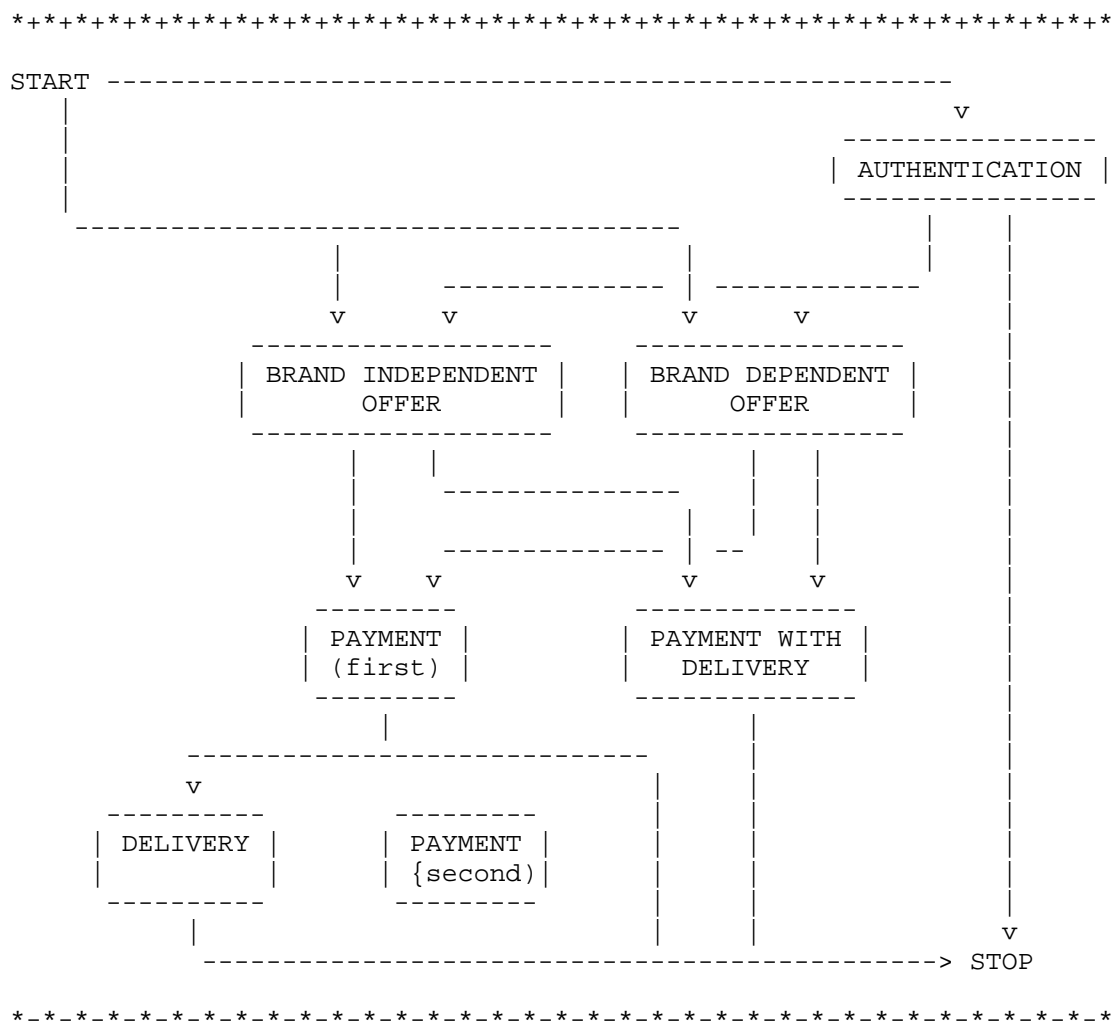 *+*+*+*+*+*+*+*+*+*+*+*+*+*+*+*+*+*+*+*+*+*+*+*+*+*+*+*+*+*+*+*+*+*+*
START -----------------------------------------------------
v
----------------
| AUTHENTICATION |
----------------
--------------------------------------
-------------- | -------------
v v v v
------------------- -----------------
| BRAND INDEPENDENT | | BRAND DEPENDENT |
| OFFER | | OFFER |
------------------- -----------------
---------------
-------------- | --
v v v v
--------- --------------
| PAYMENT | | PAYMENT WITH |
| (first) | | DELIVERY |
--------- --------------
-----------------------------
v
---------- ---------
| DELIVERY | | PAYMENT |
| | | {second)|
---------- ---------
v
----------------------------------------------> STOP
*-*-*-*-*-*-*-*-*-*-*-*-*-*-*-*-*-*-*-*-*-*-*-*-*-*-*-*-*-*-*-*-*-*-*